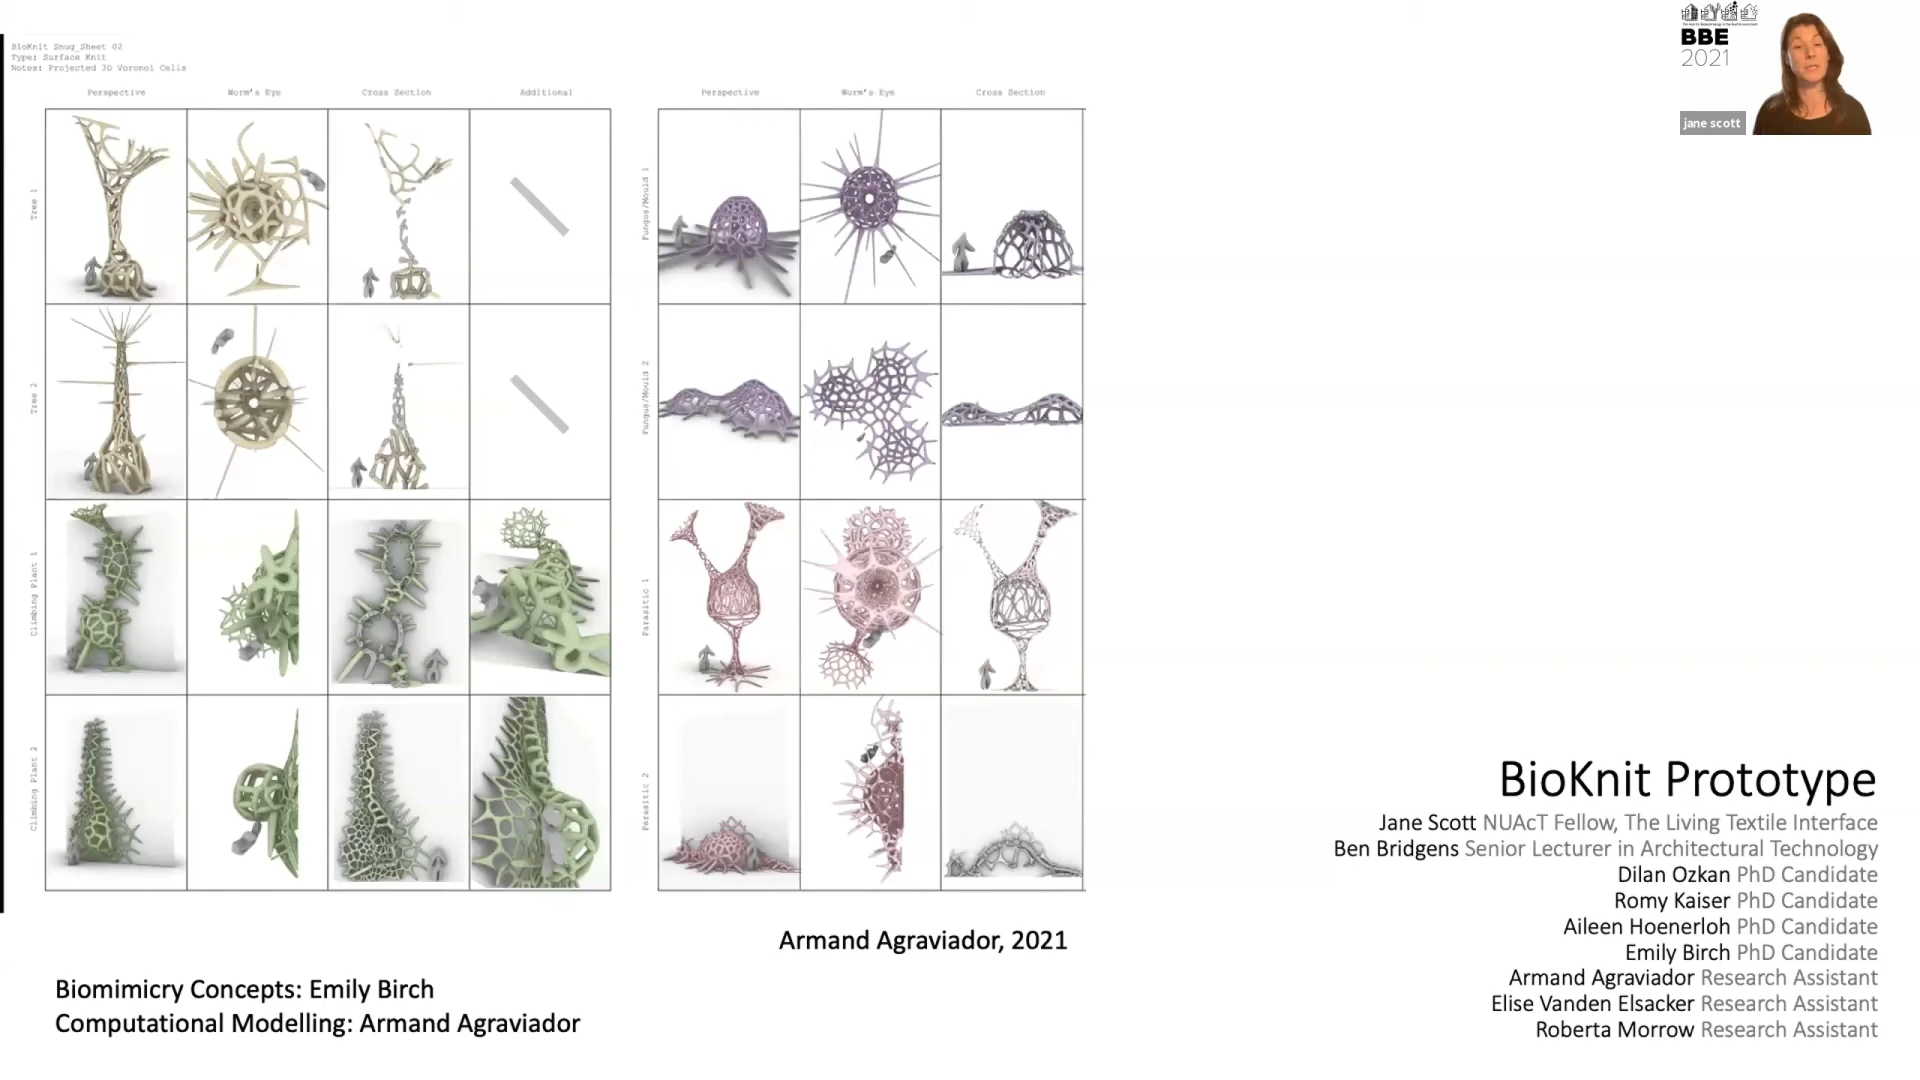 BioKnit Snug_Sheet 02
Type: Surface Knit
Notes: Projected 3D Voronoi Cells
Perspective
Worm's Eye
Cross Section
Additional
Perspective
Worm's Eye
Cross Section
Tree 1
Tree 2
Climbing Plant 1
Climbing Plant 2
Fungus/Mould 1
Fungus/Mould 2
Parasitic 1
Parasitic 2
Armand Agraviador, 2021
Biomimicry Concepts: Emily Birch
Computational Modelling: Armand Agraviador
BBE
2021
jane scott
BioKnit Prototype
Jane Scott NUAcT Fellow, The Living Textile Interface
Ben Bridgens Senior Lecturer in Architectural Technology
Dilan Ozkan PhD Candidate
Romy Kaiser PhD Candidate
Aileen Hoenerloh PhD Candidate
Emily Birch PhD Candidate
Armand Agraviador Research Assistant
Elise Vanden Elsacker Research Assistant
Roberta Morrow Research Assistant